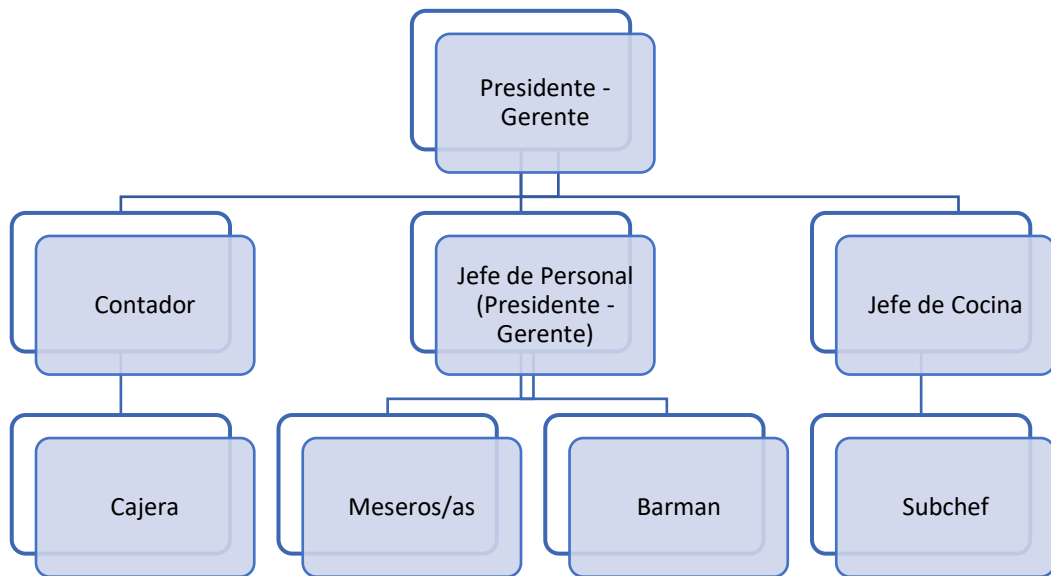 Presidente -
Gerente
Contador
Jefe de Personal
(Presidente -
Gerente)
Jefe de Cocina
Cajera
Meseros/as
Barman
Subchef